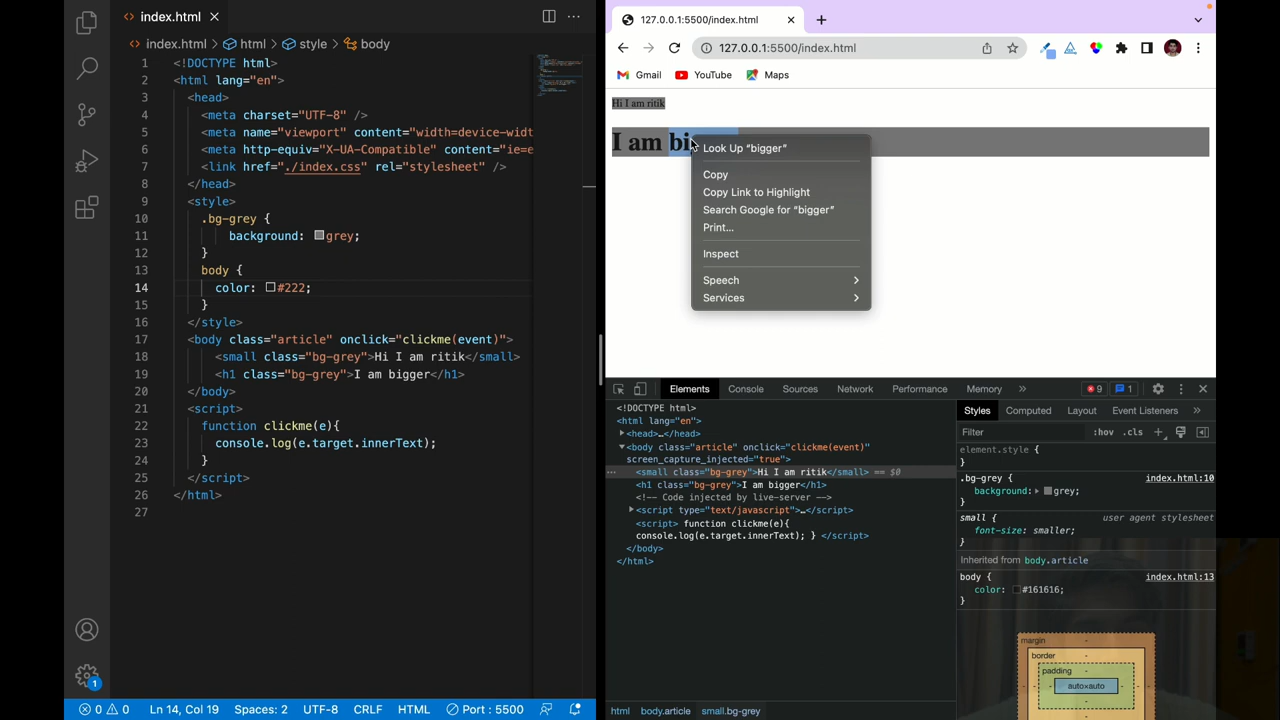 index.html
index.html > html > style > body
1 <!DOCTYPE html>
2 <html lang="en">
3 <head>
4 <meta charset="UTF-8" />
5 <meta name="viewport" content="width=device-widt
6 <meta http-equiv="X-UA-Compatible" content="ie=e
7 <link href="./index.css" rel="stylesheet" />
8 </head>
9 <style>
10 .bg-grey {
11 background: grey;
12 }
13 body {
14 color: #222;
15 }
16 </style>
17 <body class="article" onclick="clickme(event)">
18 <small class="bg-grey">Hi I am ritik</small>
19 <h1 class="bg-grey">I am bigger</h1>
20 </body>
21 <script>
22 function clickme(e){
23 console.log(e.target.innerText);
24 }
25 </script>
26 </html>
27
1
0 0 Ln 14, Col 19 Spaces: 2 UTF-8 CRLF HTML Port : 5500
127.0.0.1:5500/index.html
127.0.0.1:5500/index.html
Gmail YouTube Maps
Hi I am ritik
I am bi
Look Up “bigger”
Copy
Copy Link to Highlight
Search Google for “bigger”
Print...
Inspect
Speech
Services
Elements Console Sources Network Performance Memory » 9 1
<!DOCTYPE html>
<html lang="en">
<head>…</head>
<body class="article" onclick="clickme(event)"
screen_capture_injected="true">
<small class="bg-grey">Hi I am ritik</small> == $0
<h1 class="bg-grey">I am bigger</h1>
<!-- Code injected by live-server -->
<script type="text/javascript">…</script>
<script> function clickme(e){
console.log(e.target.innerText); } </script>
</body>
</html>
html body.article small.bg-grey
Styles Computed Layout Event Listeners »
Filter :hov .cls +
element.style {
}
.bg-grey { index.html:10
background: grey;
}
small { user agent stylesheet
font-size: smaller;
}
Inherited from body.article
body { index.html:13
color: #161616;
}
margin -
border -
padding -
- - - auto×auto - - -